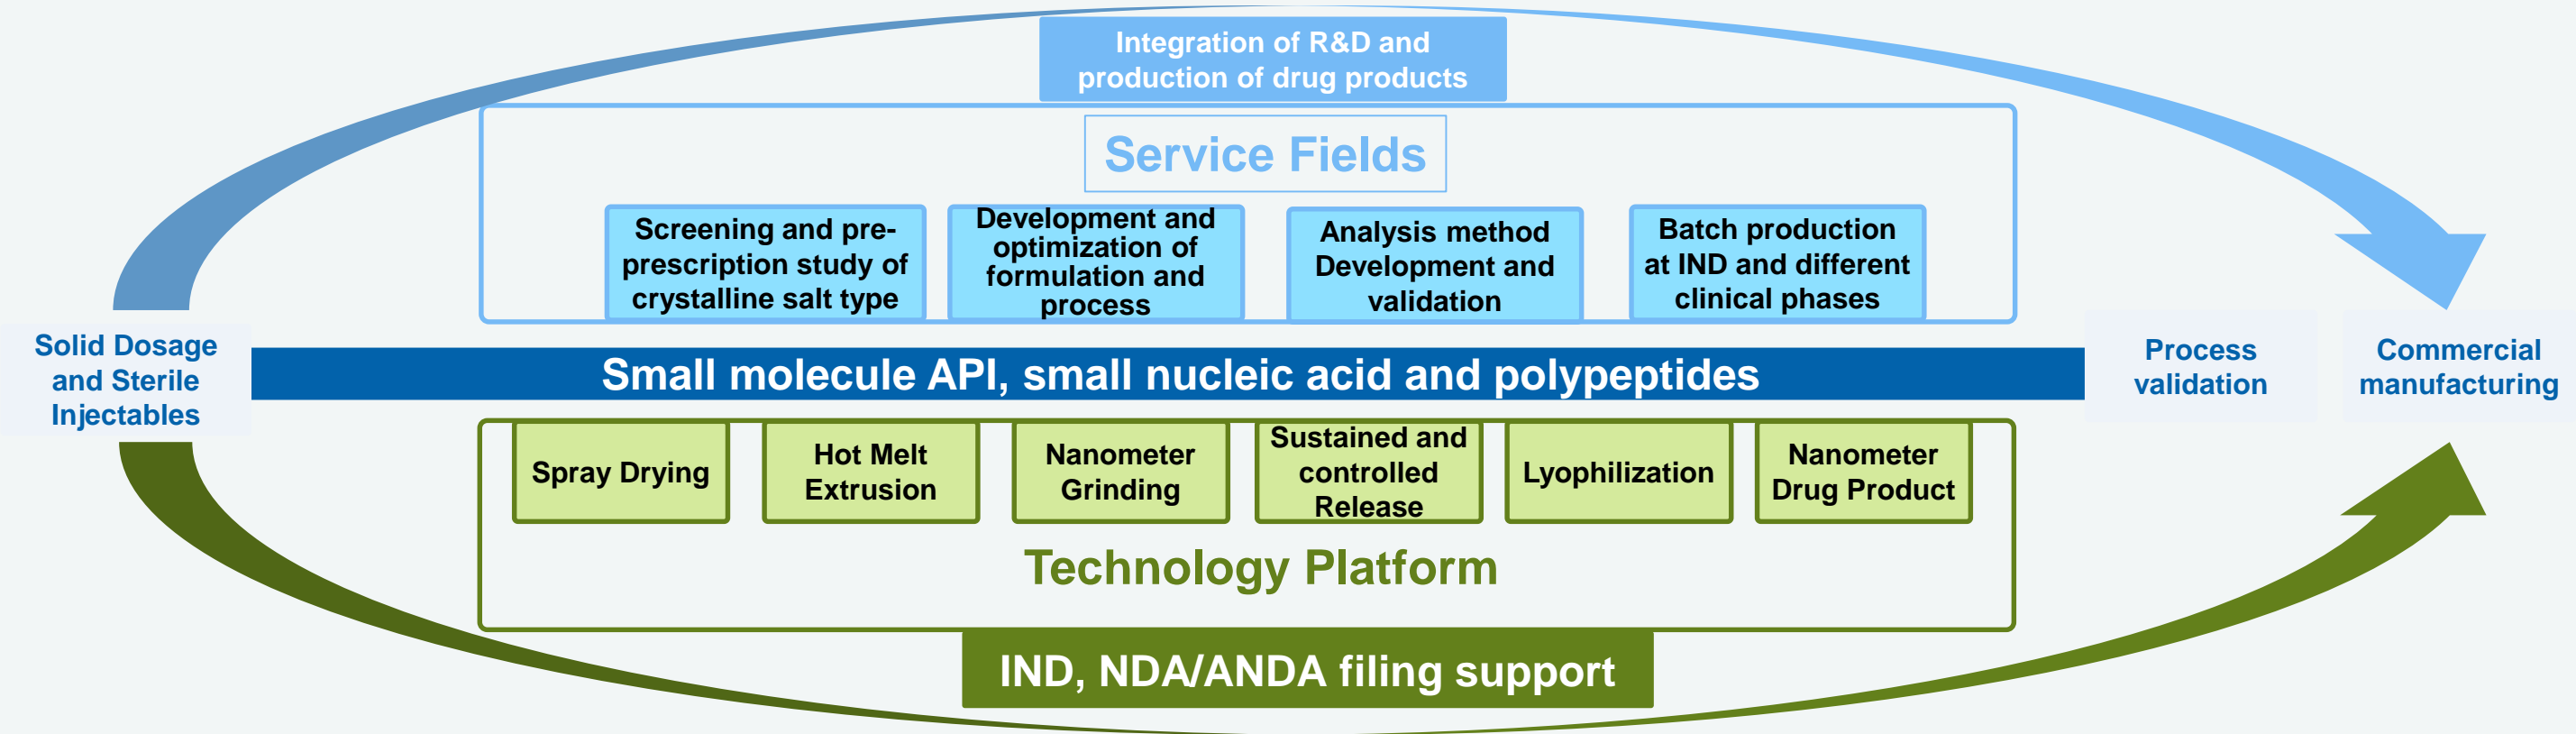 Integration of R&D and
production of drug products
Service Fields
Screening and pre-
prescription study of
crystalline salt type
Development and
optimization of
formulation and
process
Analysis method
Development and
validation
Batch production
at IND and different
clinical phases
Solid Dosage
and Sterile
Injectables
Small molecule API, small nucleic acid and polypeptides
Process
validation
Commercial
manufacturing
Spray Drying
Hot Melt
Extrusion
Nanometer
Grinding
Sustained and
controlled
Release
Lyophilization
Nanometer
Drug Product
Technology Platform
IND, NDA/ANDA filing support